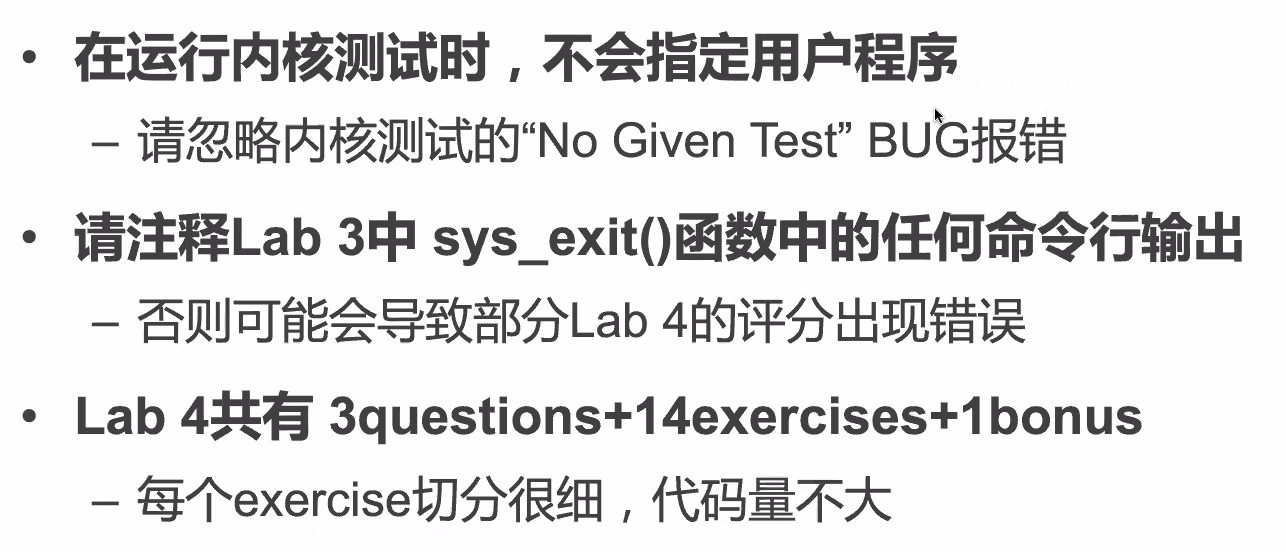 • 在运行内核测试时，不会指定用户程序
– 请忽略内核测试的“No Given Test” BUG报错
• 请注释Lab 3中 sys_exit()函数中的任何命令行输出
– 否则可能会导致部分Lab 4的评分出现错误
• Lab 4共有 3questions+14exercises+1bonus
– 每个exercise切分很细，代码量不大